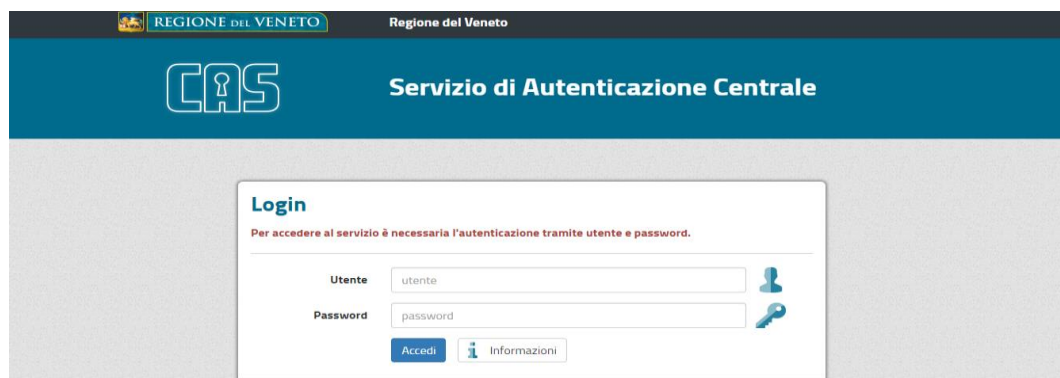 REGIONE DEL VENETO
Regione del Veneto
CAS
Servizio di Autenticazione Centrale
Login
Per accedere al servizio è necessaria l'autenticazione tramite utente e password.
Utente
utente
Password
password
Accedi
i Informazioni